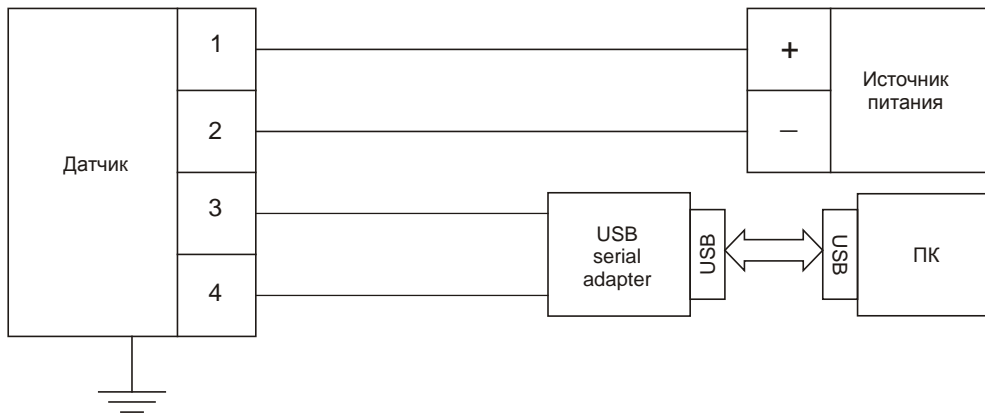 Датчик
1
2
3
4
+
–
Источник
питания
USB
serial
adapter
USB
USB
ПК